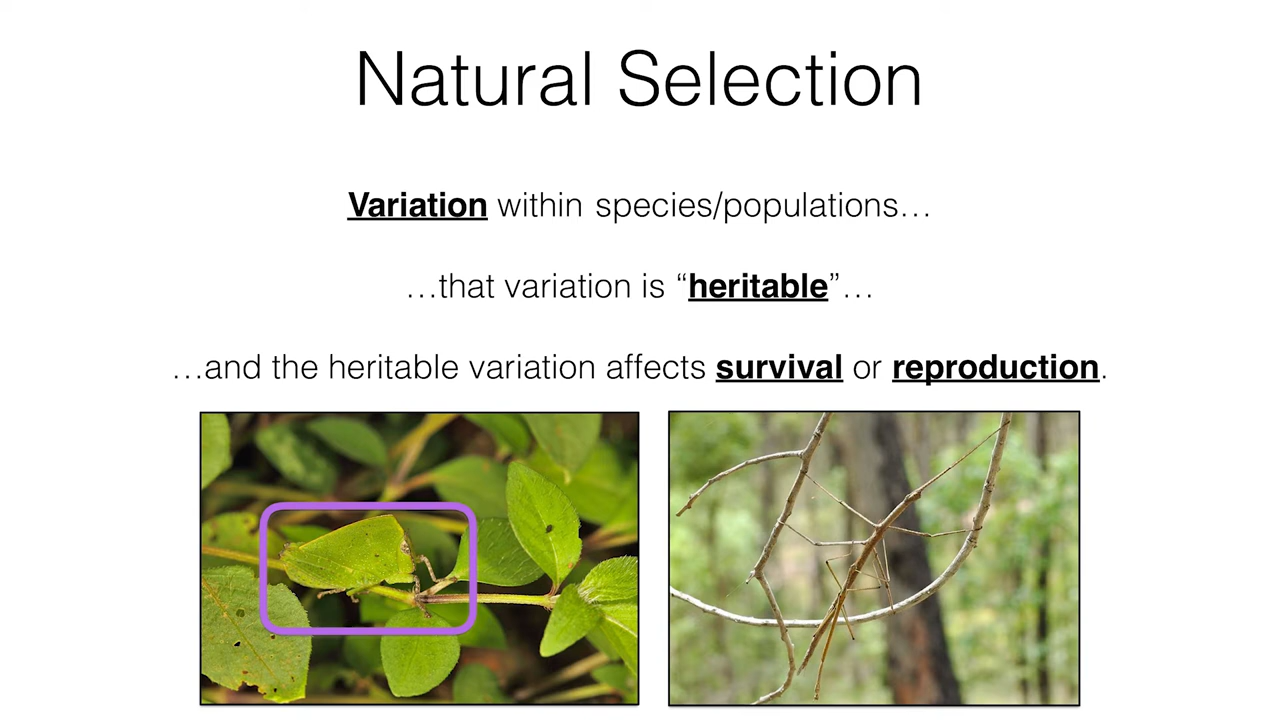 Natural Selection
Variation within species/populations…
…that variation is “heritable”…
…and the heritable variation affects survival or reproduction.